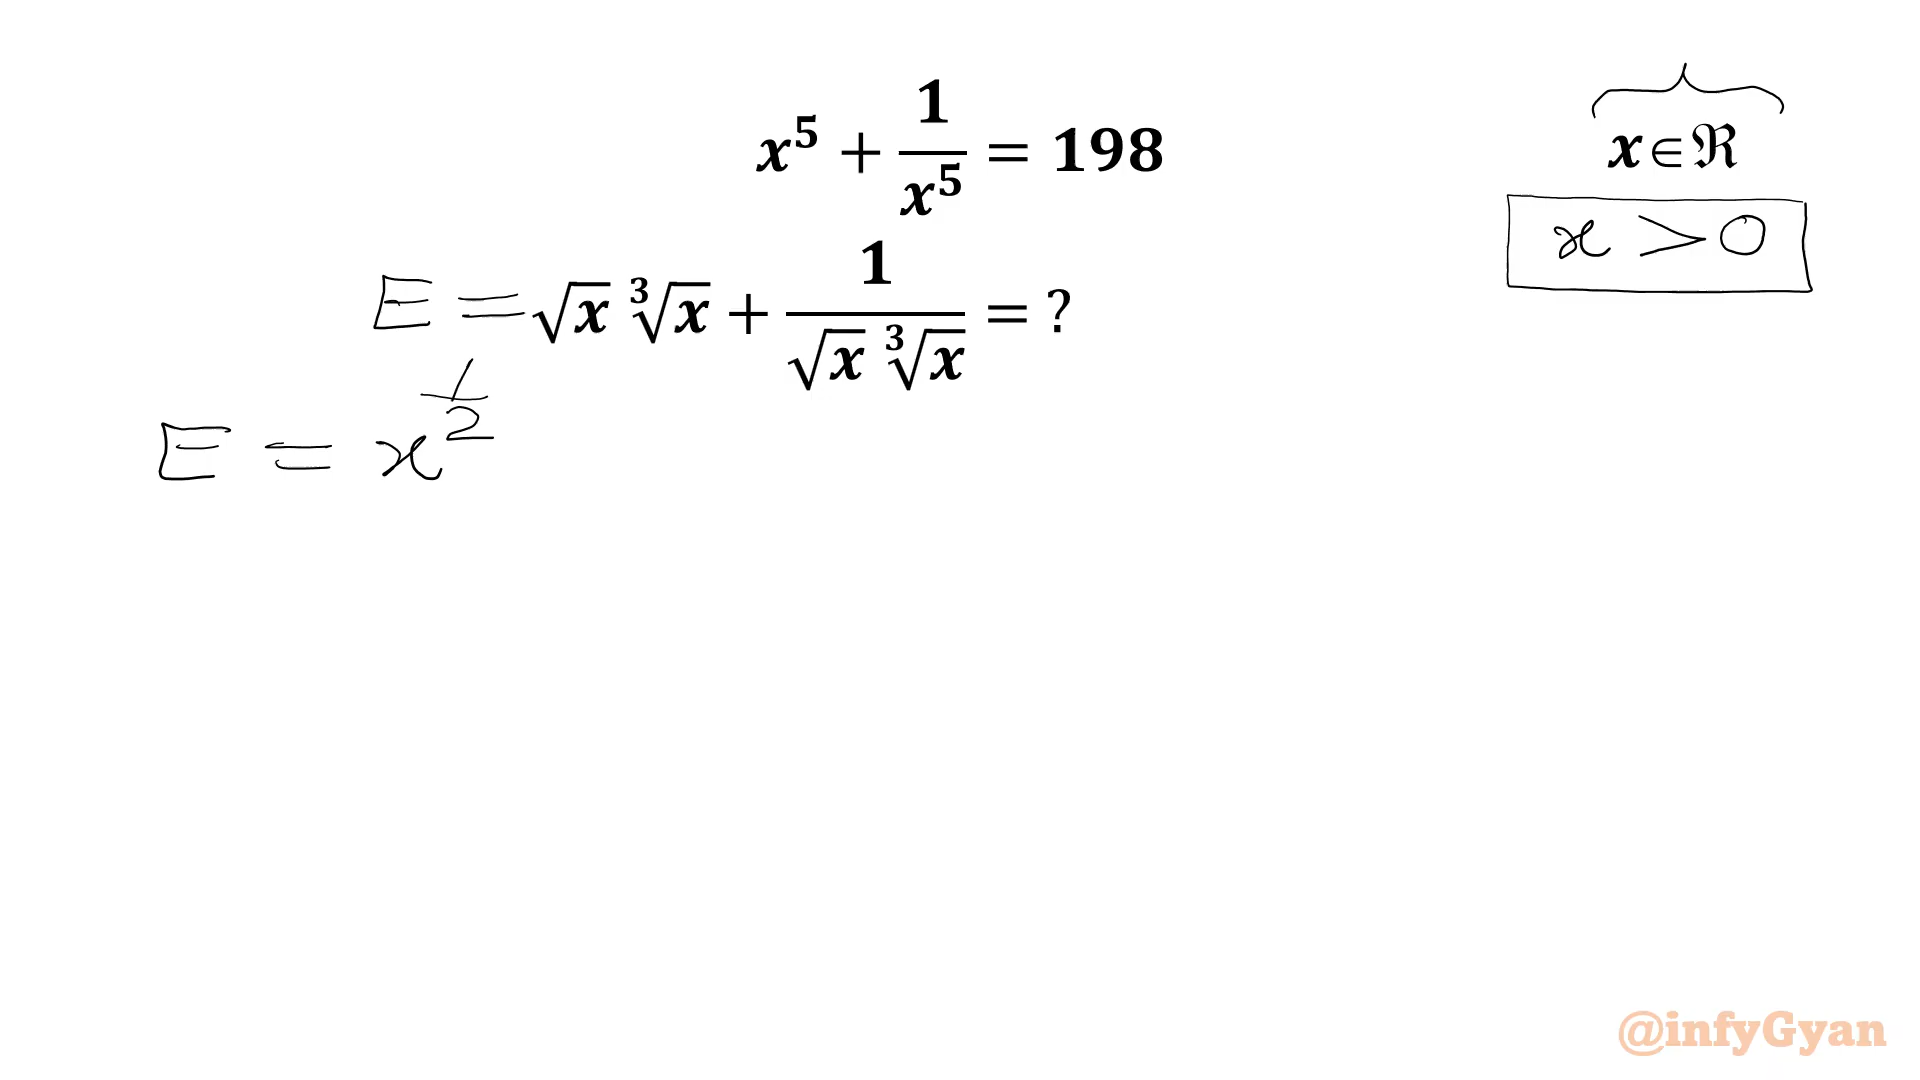 x⁵ + 1/x⁵ = 198
x ∈ ℜ
x > 0
E = √x ∛x + 1/(√x ∛x) = ?
E = x^(1/2)
@infyGyan